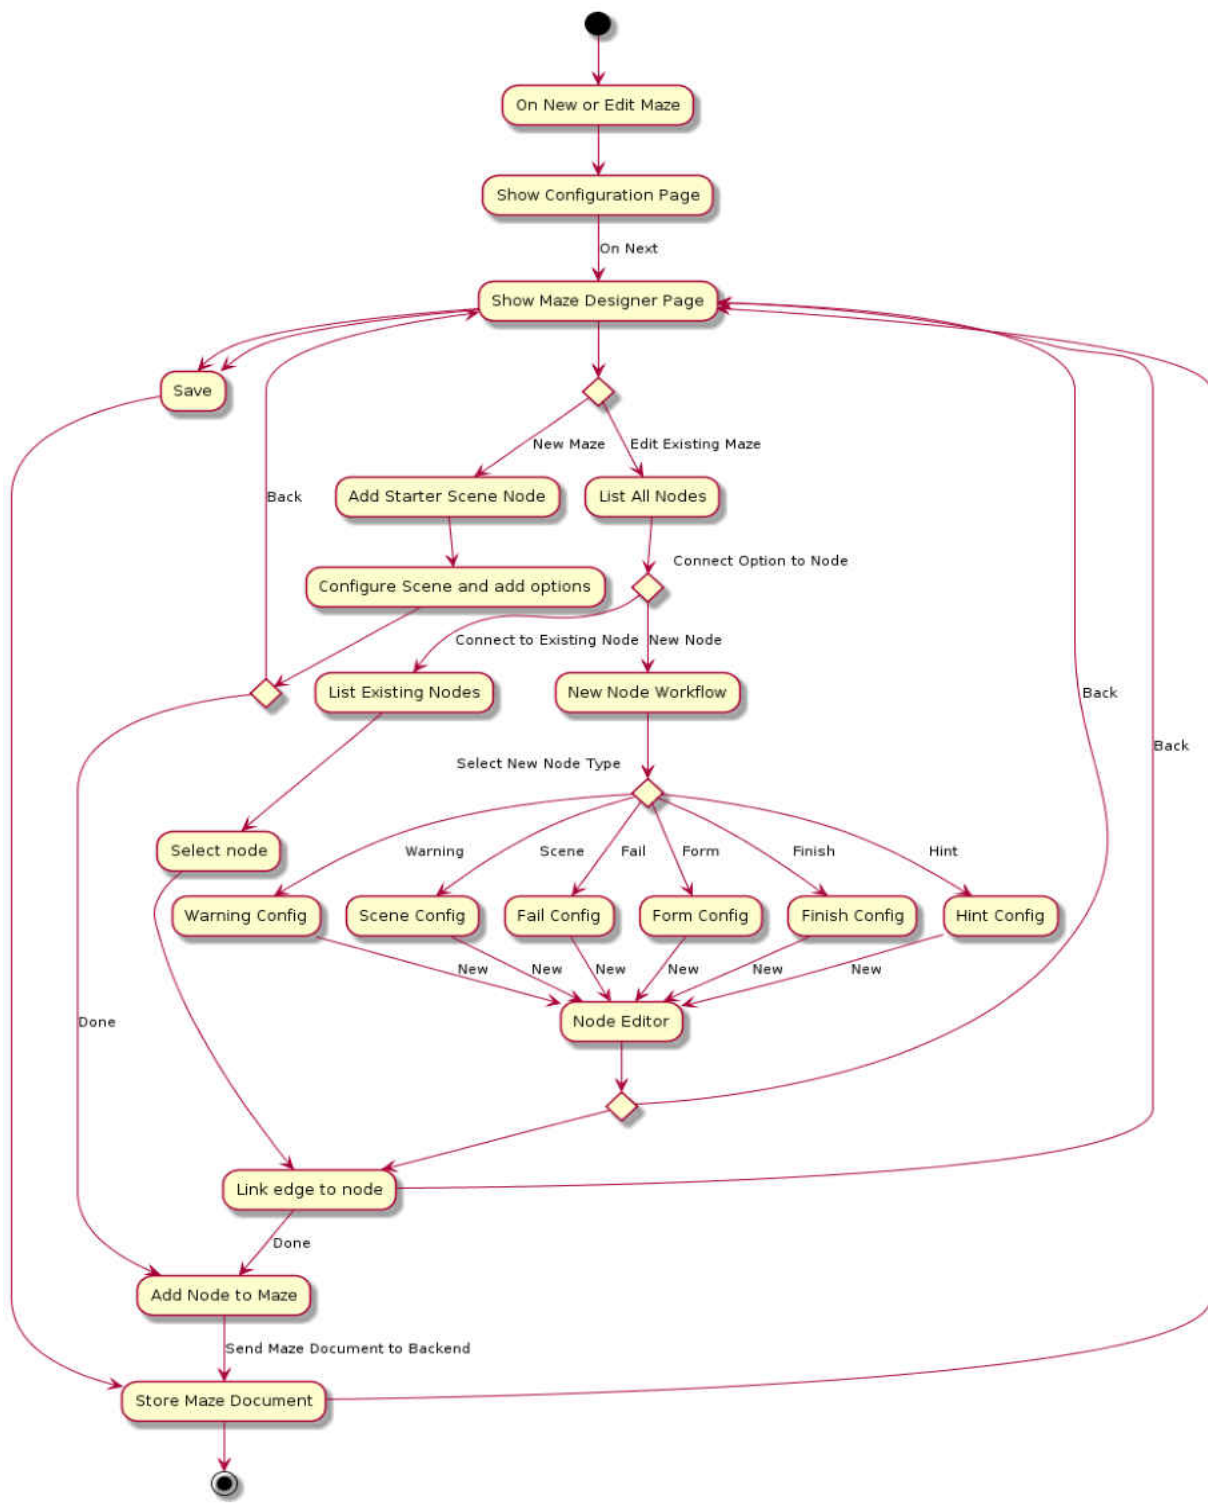 On New or Edit Maze
Show Configuration Page
On Next
Show Maze Designer Page
Save
New Maze
Edit Existing Maze
Back
Add Starter Scene Node
List All Nodes
Connect Option to Node
Configure Scene and add options
Connect to Existing Node
New Node
List Existing Nodes
New Node Workflow
Back
Back
Select New Node Type
Select node
Warning
Scene
Fail
Form
Finish
Hint
Warning Config
Scene Config
Fail Config
Form Config
Finish Config
Hint Config
New
New
New
New
New
New
Done
Node Editor
Link edge to node
Done
Add Node to Maze
Send Maze Document to Backend
Store Maze Document